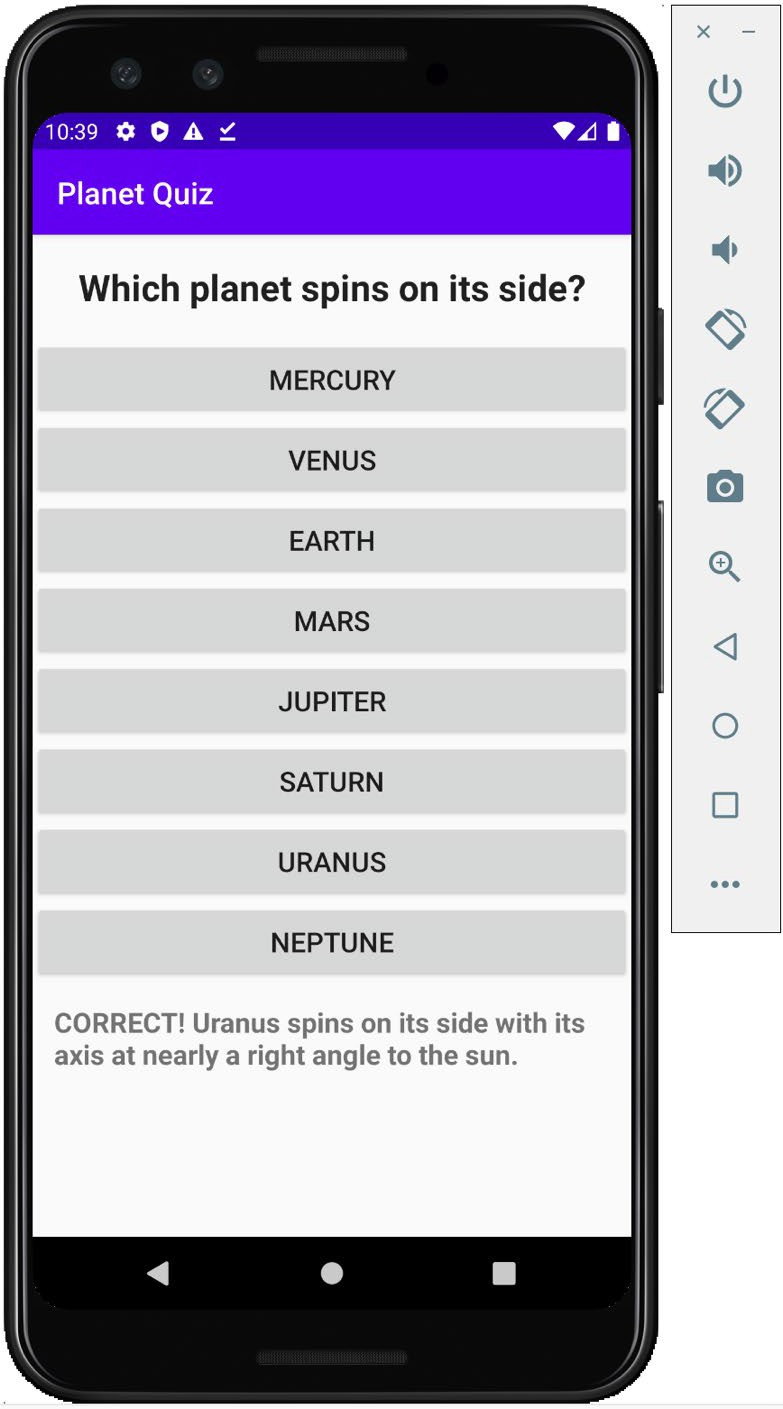 10:39
Planet Quiz
Which planet spins on its side?
MERCURY
VENUS
EARTH
MARS
JUPITER
SATURN
URANUS
NEPTUNE
CORRECT! Uranus spins on its side with its
axis at nearly a right angle to the sun.